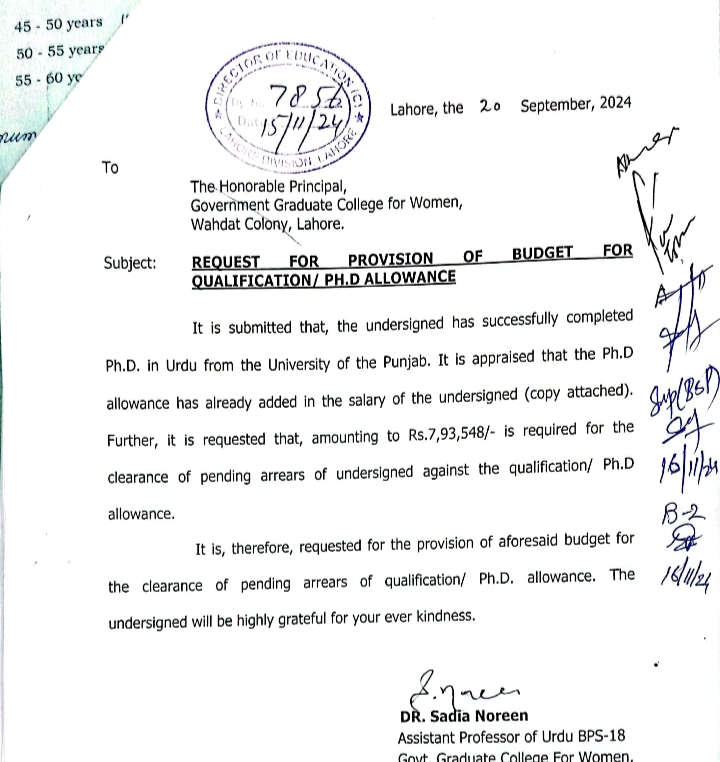 45 - 50 years
50 - 55 years
55 - 60 ye
num
DIRECTOR OF EDUCATION (C)
Dy. No. 7856
Dat 15/11/24
LAHORE DIVISION, LAHORE
Lahore, the 20 September, 2024
To
The Honorable Principal,
Government Graduate College for Women,
Wahdat Colony, Lahore.
Subject: REQUEST FOR PROVISION OF BUDGET FOR
QUALIFICATION/ PH.D ALLOWANCE
It is submitted that, the undersigned has successfully completed
Ph.D. in Urdu from the University of the Punjab. It is appraised that the Ph.D
allowance has already added in the salary of the undersigned (copy attached).
Further, it is requested that, amounting to Rs.7,93,548/- is required for the
clearance of pending arrears of undersigned against the qualification/ Ph.D
allowance.
It is, therefore, requested for the provision of aforesaid budget for
the clearance of pending arrears of qualification/ Ph.D. allowance. The
undersigned will be highly grateful for your ever kindness.
Sup(B&P)
16/11/24
B-2
16/11/24
S.Noreen
DR. Sadia Noreen
Assistant Professor of Urdu BPS-18
Govt. Graduate College For Women,